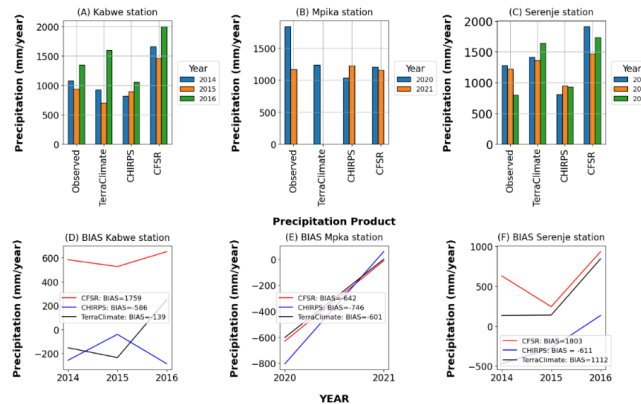 (A) Kabwe station
(B) Mpika station
(C) Serenje station
Precipitation (mm/year)
2000
1500
1000
500
0
Observed
TerraClimate
CHIRPS
CFSR
Year
2014
2015
2016
Precipitation (mm/year)
1500
1000
500
0
Observed
TerraClimate
CHIRPS
CFSR
Year
2020
2021
Precipitation (mm/year)
2000
1500
1000
500
0
Observed
TerraClimate
CHIRPS
CFSR
Year
20
20
20
Precipitation Product
(D) BIAS Kabwe station
(E) BIAS Mpka station
(F) BIAS Serenje station
Precipitation (mm/year)
600
400
0
−200
CFSR: BIAS=1759
CHIRPS: BIAS=-586
TerraClimate: BIAS=-139
2014
2015
2016
Precipitation (mm/year)
0
−200
−600
−800
CFSR: BIAS=-642
CHIRPS: BIAS=-746
TerraClimate: BIAS=-601
2020
2021
Precipitation (mm/year)
1000
500
0
−500
CFSR: BIAS=1803
CHIRPS: BIAS = -611
TerraClimate: BIAS=1112
2014
2015
2016
YEAR